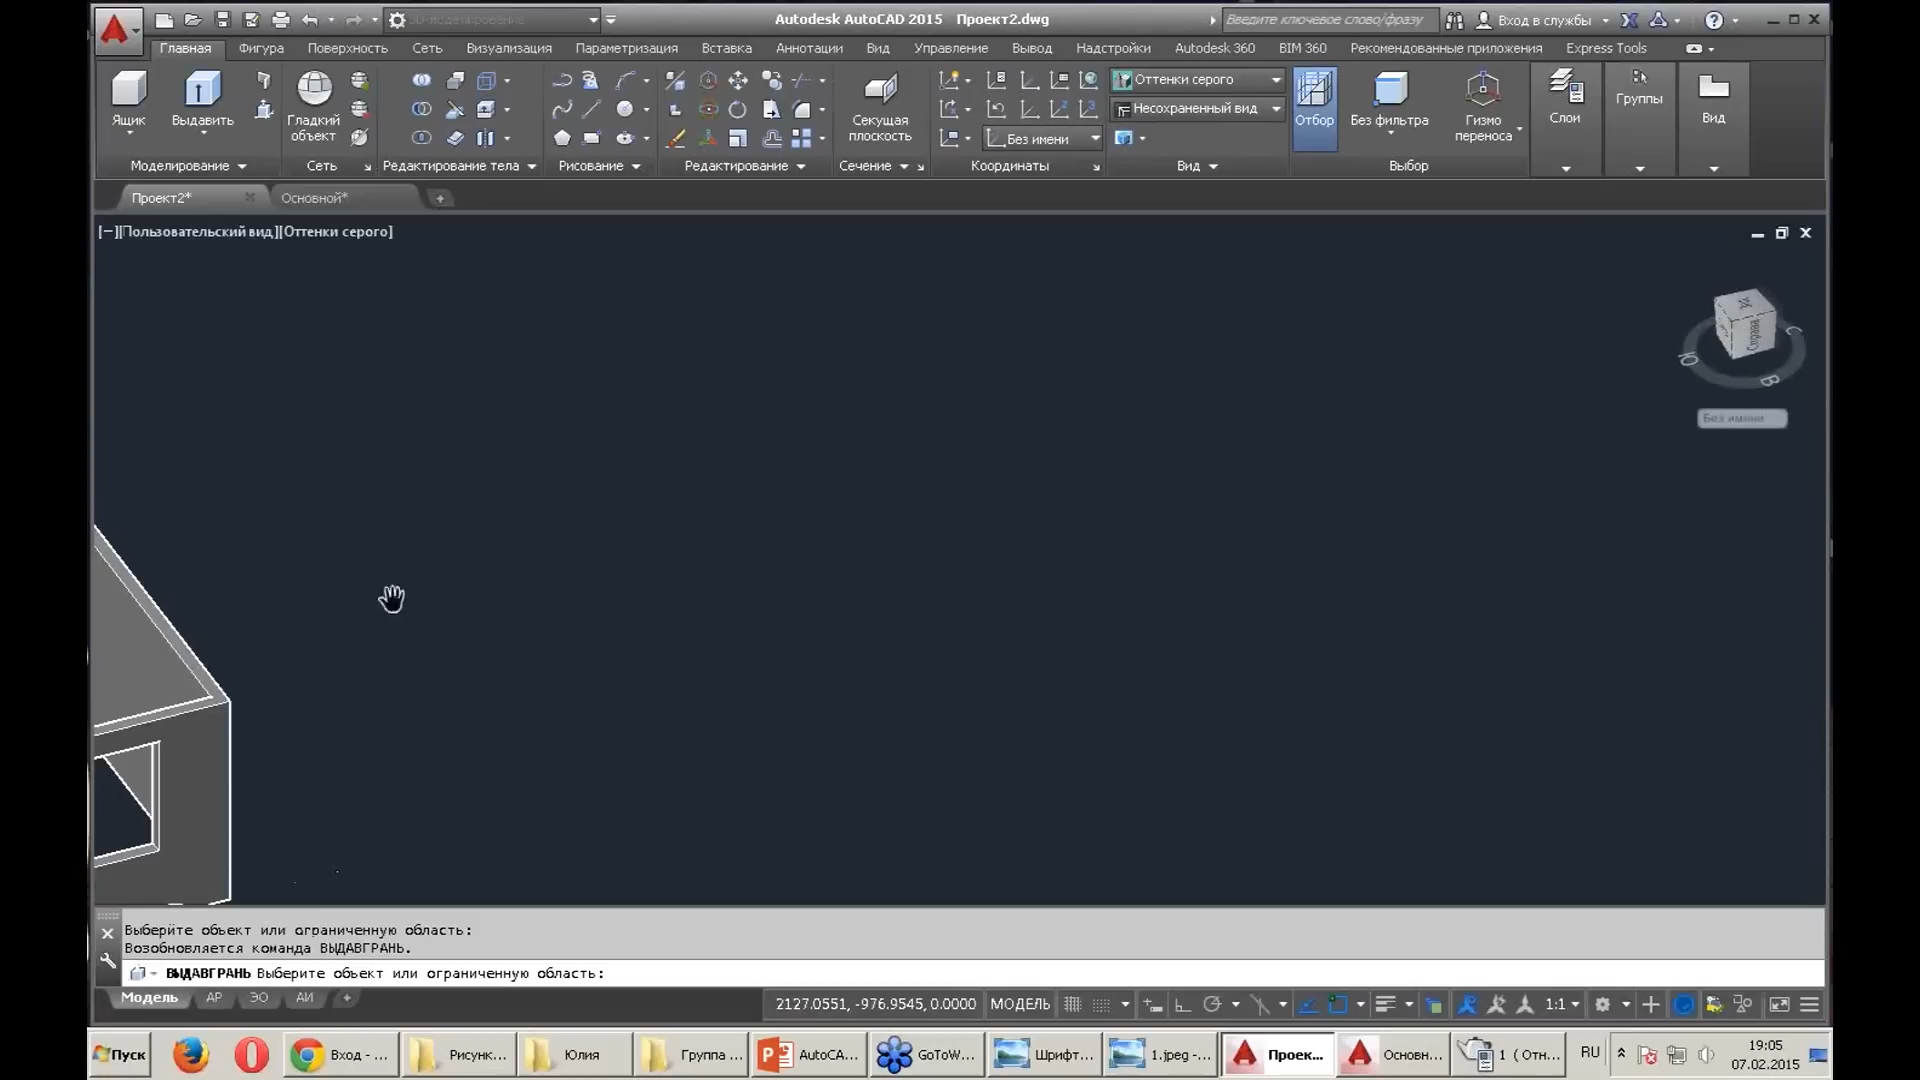 3D-моделирование
Autodesk AutoCAD 2015 Проект2.dwg
Введите ключевое слово/фразу
Вход в службы
Главная Фигура Поверхность Сеть Визуализация Параметризация Вставка Аннотации Вид Управление Вывод Надстройки Autodesk 360 BIM 360 Рекомендованные приложения Express Tools
Ящик
Выдавить
Гладкий
объект
Секущая
плоскость
Оттенки серого
Несохраненный вид
Без имени
Отбор
Без фильтра
Гизмо
переноса
Слои
Группы
Вид
Моделирование Сеть Редактирование тела Рисование Редактирование Сечение Координаты Вид Выбор
Проект2* Основной*
[−][Пользовательский вид][Оттенки серого]
Ю
В
С
Без имени
Выберите объект или ограниченную область:
Возобновляется команда ВЫДАВГРАНЬ.
ВЫДАВГРАНЬ Выберите объект или ограниченную область:
Модель АР ЭО АИ
2127.0551, -976.9545, 0.0000 МОДЕЛЬ 1:1
Пуск
Вход - ...
Рисунк...
Юлия
Группа ...
AutoCA...
GoToW...
Шрифт...
1.jpeg -...
Проек...
Основн...
1 ( Отн...
RU
19:05
07.02.2015